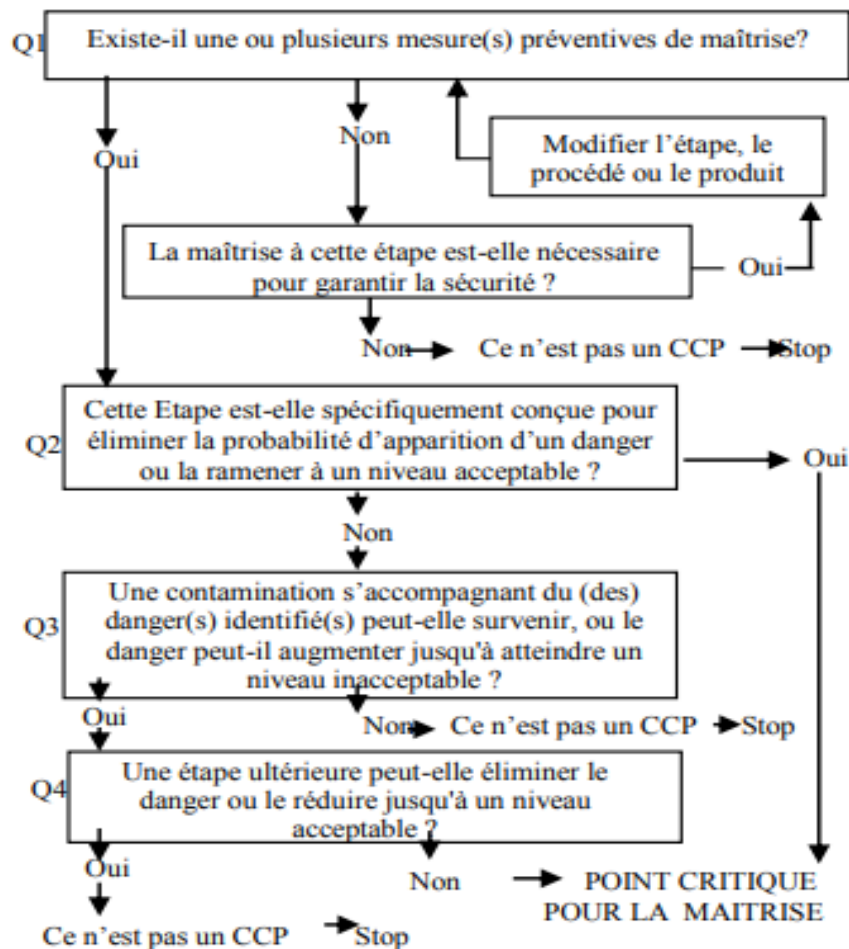 Q1
Existe-il une ou plusieurs mesure(s) préventives de maîtrise?
Oui
Non
Modifier l'étape, le
procédé ou le produit
La maîtrise à cette étape est-elle nécessaire
pour garantir la sécurité ?
Oui
Non
Ce n'est pas un CCP
Stop
Q2
Cette Etape est-elle spécifiquement conçue pour
éliminer la probabilité d'apparition d'un danger
ou la ramener à un niveau acceptable ?
Oui
Non
Q3
Une contamination s'accompagnant du (des)
danger(s) identifié(s) peut-elle survenir, ou le
danger peut-il augmenter jusqu'à atteindre un
niveau inacceptable ?
Oui
Non
Ce n'est pas un CCP
Stop
Q4
Une étape ultérieure peut-elle éliminer le
danger ou le réduire jusqu'à un niveau
acceptable ?
Oui
Non
POINT CRITIQUE
POUR LA MAITRISE
Ce n'est pas un CCP
Stop